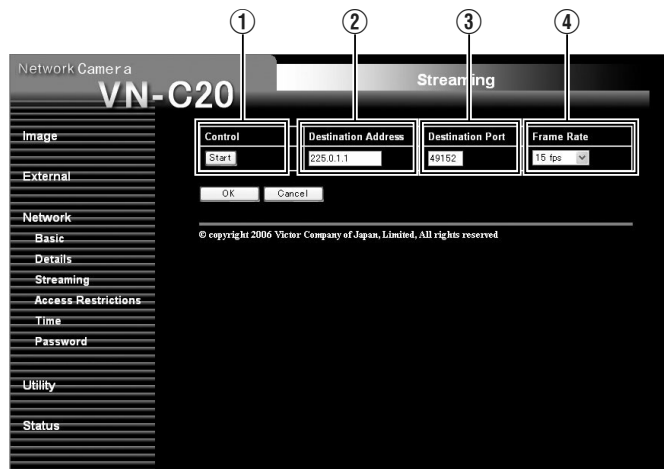 ① ② ③ ④
Network Camera
VN-C20
Streaming
Image
External
Network
Basic
Details
Streaming
Access Restrictions
Time
Password
Utility
Status
Control
Start
Destination Address
225.0.1.1
Destination Port
49152
Frame Rate
15 fps
OK Cancel
© copyright 2006 Victor Company of Japan, Limited, All rights reserved